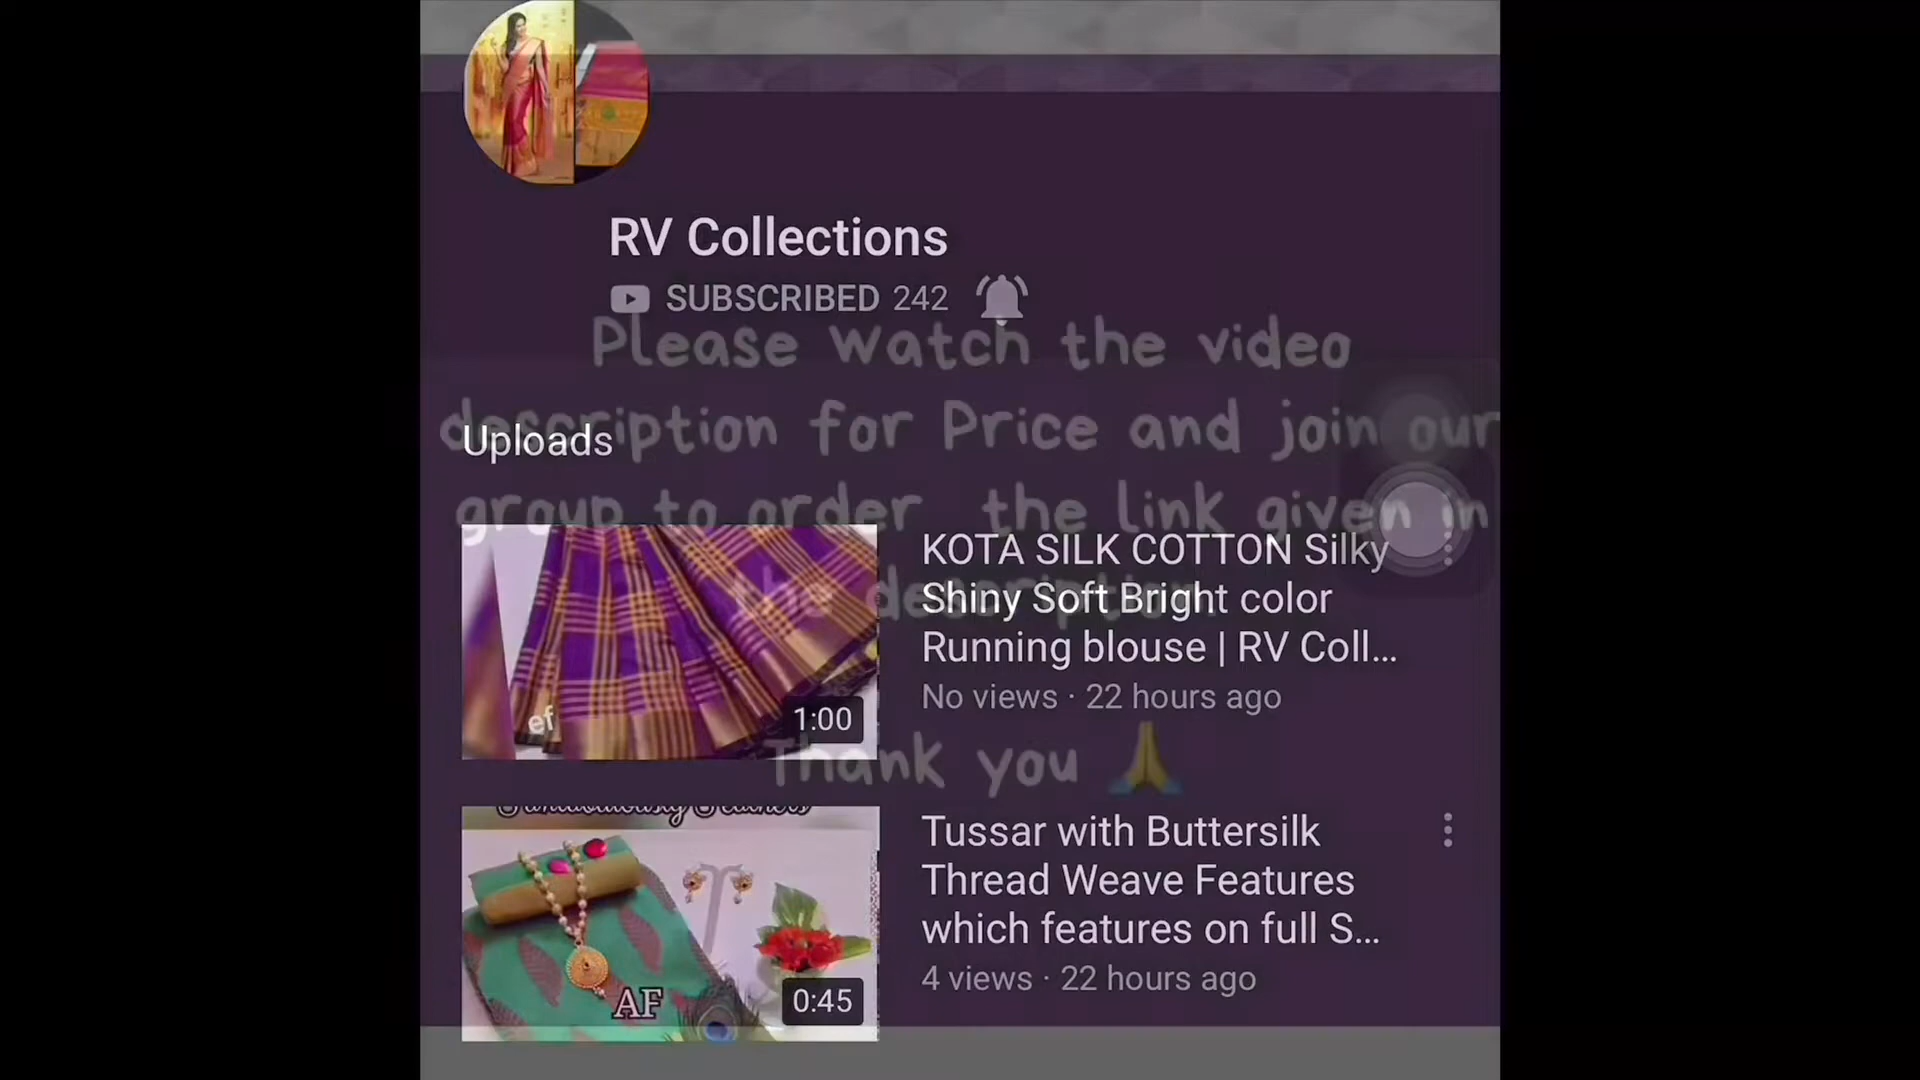 RV Collections
SUBSCRIBED 242
Please watch the video
description for Price and join our
Uploads
group to order the link given in
the description.
KOTA SILK COTTON Silky
Shiny Soft Bright color
Running blouse | RV Coll...
No views · 22 hours ago
ef
1:00
Thank you 🙏
Tussar with Buttersilk
Thread Weave Features
which features on full S...
4 views · 22 hours ago
AF
0:45